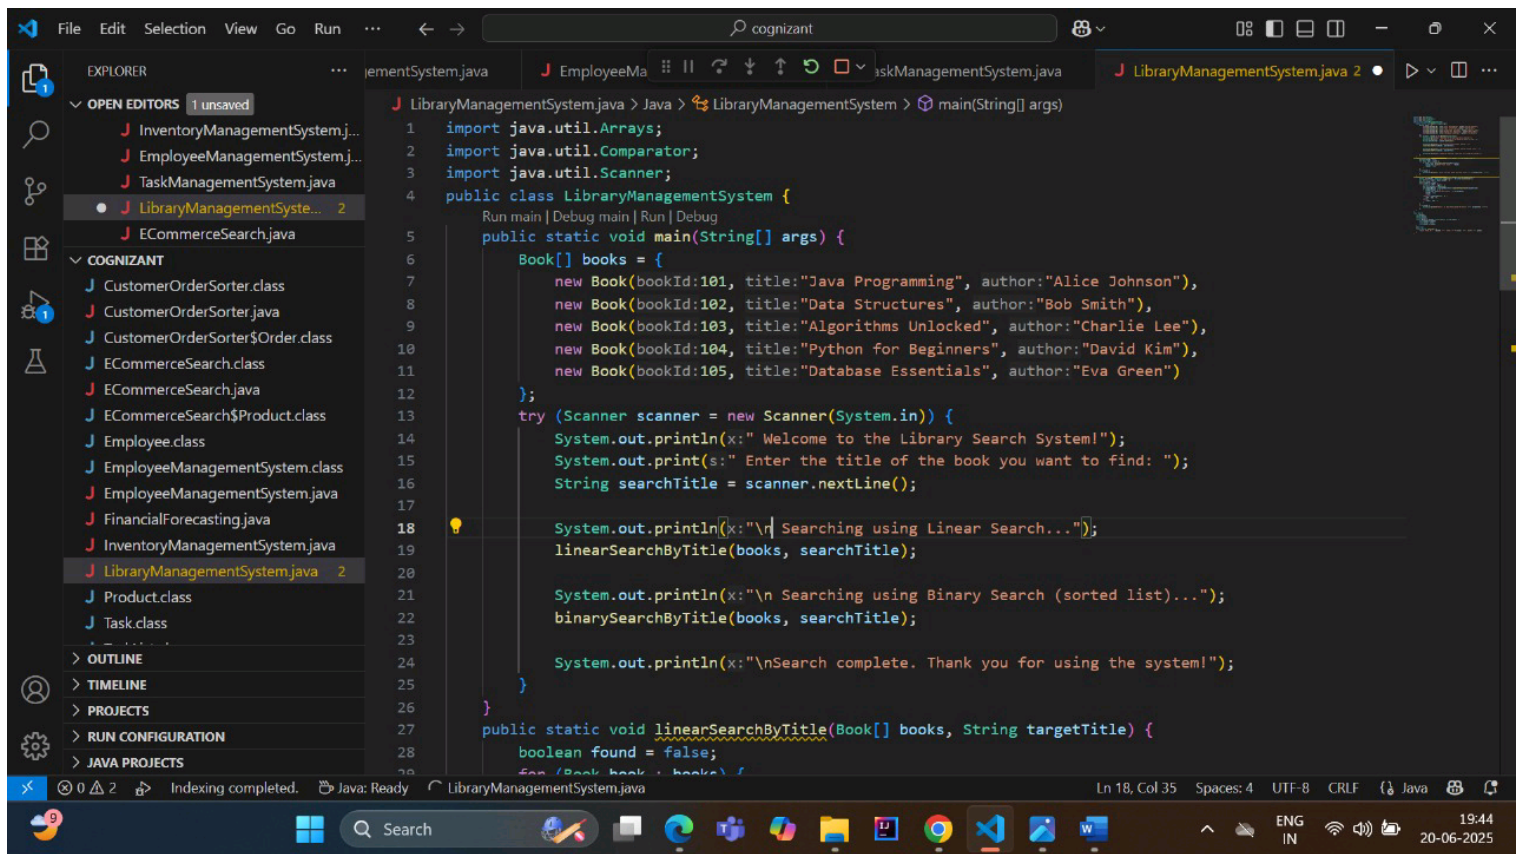 File Edit Selection View Go Run ··· cognizant
EXPLORER ···
OPEN EDITORS 1 unsaved
InventoryManagementSystem.j...
EmployeeManagementSystem.j...
TaskManagementSystem.java
LibraryManagementSyste... 2
ECommerceSearch.java
COGNIZANT
CustomerOrderSorter.class
CustomerOrderSorter.java
CustomerOrderSorter$Order.class
ECommerceSearch.class
ECommerceSearch.java
ECommerceSearch$Product.class
Employee.class
EmployeeManagementSystem.class
EmployeeManagementSystem.java
FinancialForecasting.java
InventoryManagementSystem.java
LibraryManagementSystem.java 2
Product.class
Task.class
OUTLINE
TIMELINE
PROJECTS
RUN CONFIGURATION
JAVA PROJECTS
ementSystem.java EmployeeMa skManagementSystem.java LibraryManagementSystem.java 2
LibraryManagementSystem.java > Java > LibraryManagementSystem > main(String[] args)
1 import java.util.Arrays;
2 import java.util.Comparator;
3 import java.util.Scanner;
4 public class LibraryManagementSystem {
Run main | Debug main | Run | Debug
5 public static void main(String[] args) {
6 Book[] books = {
7 new Book(bookId:101, title:"Java Programming", author:"Alice Johnson"),
8 new Book(bookId:102, title:"Data Structures", author:"Bob Smith"),
9 new Book(bookId:103, title:"Algorithms Unlocked", author:"Charlie Lee"),
10 new Book(bookId:104, title:"Python for Beginners", author:"David Kim"),
11 new Book(bookId:105, title:"Database Essentials", author:"Eva Green")
12 };
13 try (Scanner scanner = new Scanner(System.in)) {
14 System.out.println(x:" Welcome to the Library Search System!");
15 System.out.print(s:" Enter the title of the book you want to find: ");
16 String searchTitle = scanner.nextLine();
17
18 System.out.println(x:"\n Searching using Linear Search...");
19 linearSearchByTitle(books, searchTitle);
20
21 System.out.println(x:"\n Searching using Binary Search (sorted list)...");
22 binarySearchByTitle(books, searchTitle);
23
24 System.out.println(x:"\nSearch complete. Thank you for using the system!");
25 }
26 }
27 public static void linearSearchByTitle(Book[] books, String targetTitle) {
28 boolean found = false;
29 for (Book book : books) {
0 2 Indexing completed. Java: Ready LibraryManagementSystem.java Ln 18, Col 35 Spaces: 4 UTF-8 CRLF Java
9 Search ENG IN 19:44 20-06-2025